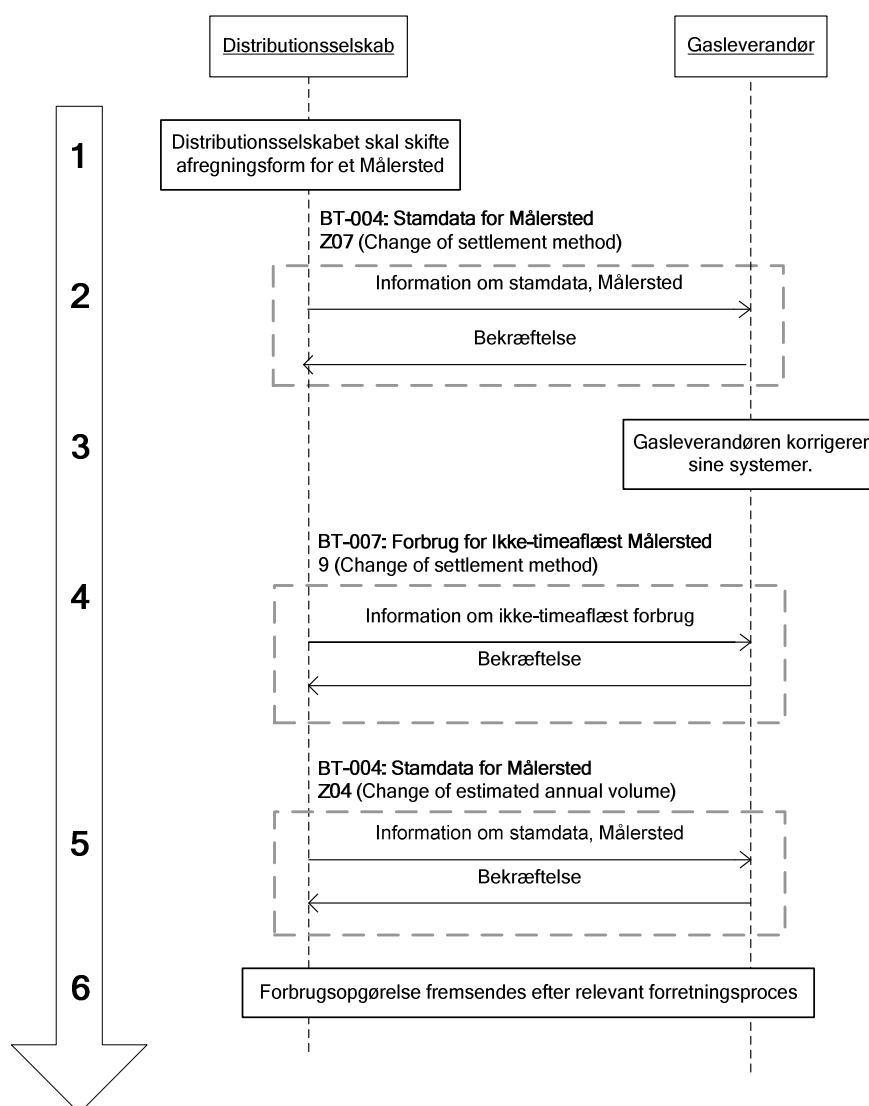 Distributionsselskab
Gasleverandør
1
Distributionsselskabet skal skifte
afregningsform for et Målersted
BT-004: Stamdata for Målersted
Z07 (Change of settlement method)
2
Information om stamdata, Målersted
Bekræftelse
3
Gasleverandøren korrigerer
sine systemer.
BT-007: Forbrug for Ikke-timeaflæst Målersted
9 (Change of settlement method)
4
Information om ikke-timeaflæst forbrug
Bekræftelse
BT-004: Stamdata for Målersted
Z04 (Change of estimated annual volume)
5
Information om stamdata, Målersted
Bekræftelse
6
Forbrugsopgørelse fremsendes efter relevant forretningsproces